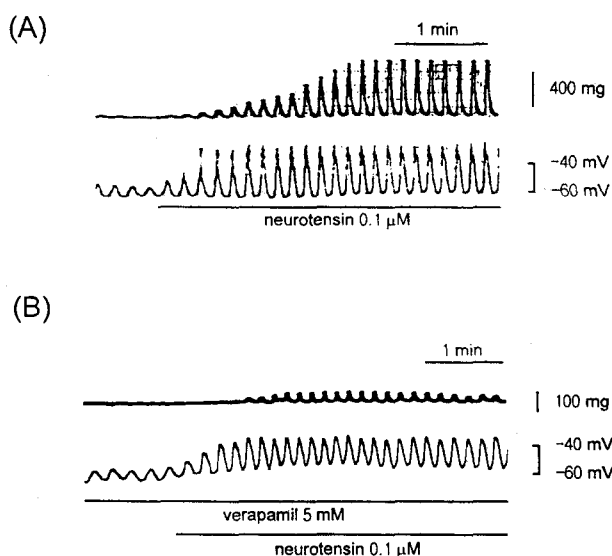 (A)
1 min
400 mg
-40 mV
-60 mV
neurotensin 0.1 μM
(B)
1 min
100 mg
-40 mV
-60 mV
verapamil 5 mM
neurotensin 0.1 μM